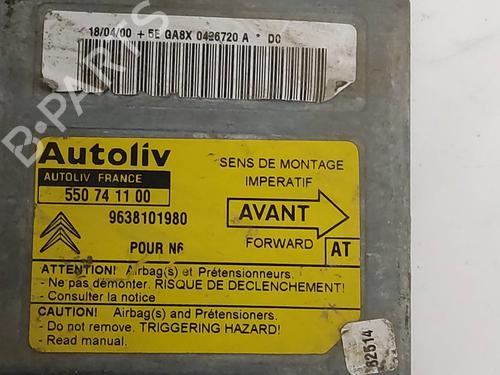 18/04/00 + 5E GA8X 0426720 A * D0
B-PARTS
Autoliv
AUTOLIV FRANCE
550 74 11 00
9638101980
POUR N6
SENS DE MONTAGE
IMPERATIF
AVANT
FORWARD
AT
ATTENTION! Airbag(s) et Prétensionneurs.
- Ne pas démonter. RISQUE DE DECLENCHEMENT!
- Consulter la notice
CAUTION! Airbag(s) and Pretensioners.
- Do not remove. TRIGGERING HAZARD!
- Read manual.
62514